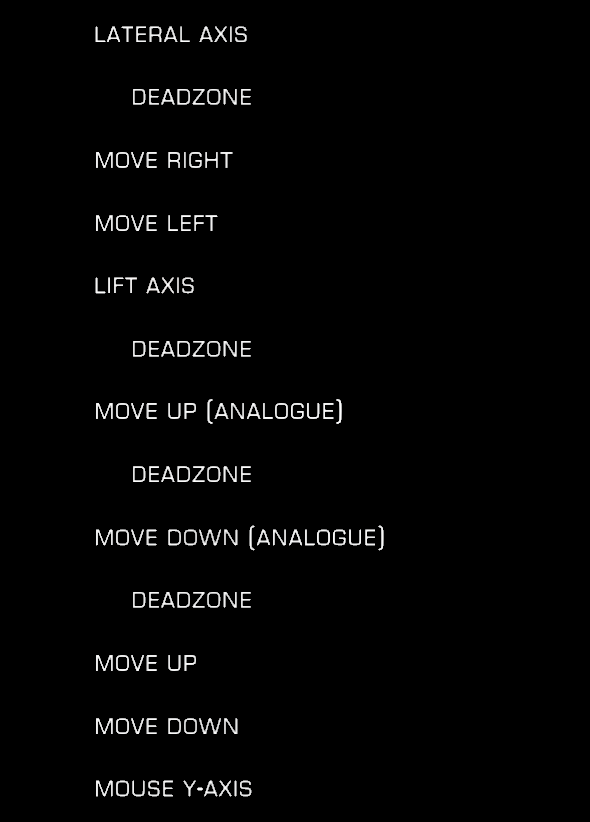 LATERAL AXIS
DEADZONE
MOVE RIGHT
MOVE LEFT
LIFT AXIS
DEADZONE
MOVE UP (ANALOGUE)
DEADZONE
MOVE DOWN (ANALOGUE)
DEADZONE
MOVE UP
MOVE DOWN
MOUSE Y-AXIS